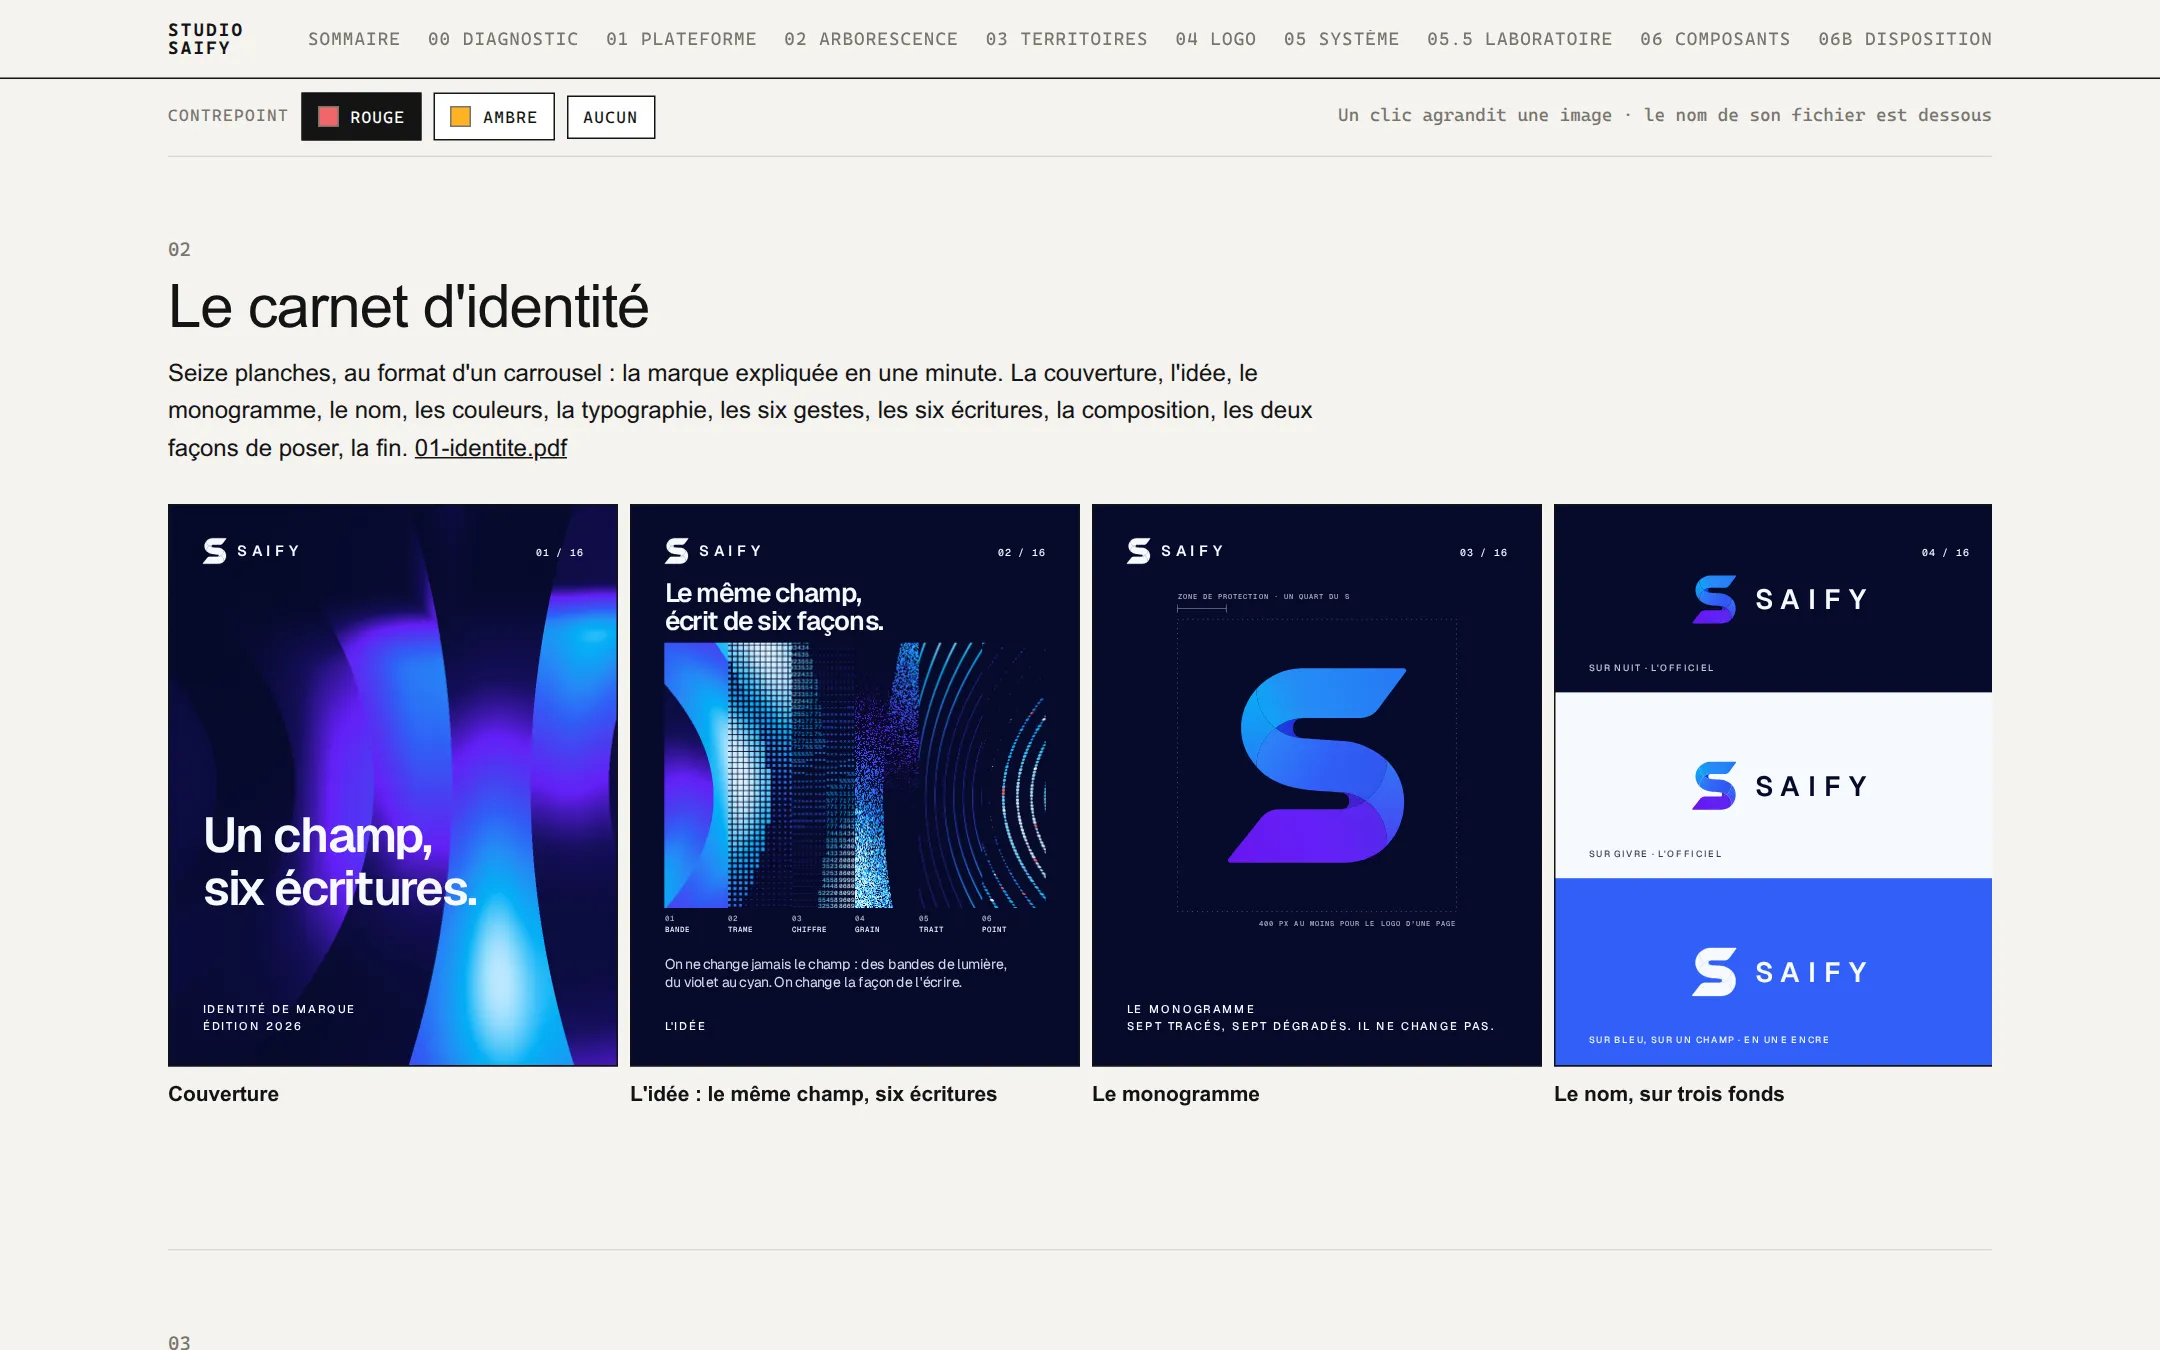 STUDIO
SAIFY
SOMMAIRE
00 DIAGNOSTIC
01 PLATEFORME
02 ARBORESCENCE
03 TERRITOIRES
04 LOGO
05 SYSTÈME
05.5 LABORATOIRE
06 COMPOSANTS
06B DISPOSITION
CONTREPOINT
ROUGE
AMBRE
AUCUN
Un clic agrandit une image · le nom de son fichier est dessous
02
Le carnet d'identité
Seize planches, au format d'un carrousel : la marque expliquée en une minute. La couverture, l'idée, le
monogramme, le nom, les couleurs, la typographie, les six gestes, les six écritures, la composition, les deux
façons de poser, la fin. 01-identite.pdf
SAIFY
01 / 16
Un champ,
six écritures.
IDENTITÉ DE MARQUE
ÉDITION 2026
Couverture
SAIFY
02 / 16
Le même champ,
écrit de six façons.
01
BANDE
02
TRAME
03
CHIFFRE
04
GRAIN
05
TRAIT
06
POINT
On ne change jamais le champ : des bandes de lumière,
du violet au cyan. On change la façon de l'écrire.
L'IDÉE
L'idée : le même champ, six écritures
SAIFY
03 / 16
ZONE DE PROTECTION · UN QUART DU S
400 PX AU MOINS POUR LE LOGO D'UNE PAGE
LE MONOGRAMME
SEPT TRACÉS, SEPT DÉGRADÉS. IL NE CHANGE PAS.
Le monogramme
04 / 16
SAIFY
SUR NUIT · L'OFFICIEL
SAIFY
SUR GIVRE · L'OFFICIEL
SAIFY
SUR BLEU, SUR UN CHAMP · EN UNE ENCRE
Le nom, sur trois fonds
03